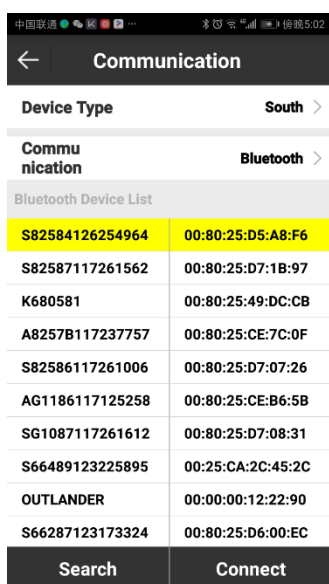 中国联通 傍晚5:02
Communication
Device Type South
Commu
nication Bluetooth
Bluetooth Device List
S82584126254964 00:80:25:D5:A8:F6
S82587117261562 00:80:25:D7:1B:97
K680581 00:80:25:49:DC:CB
A8257B117237757 00:80:25:CE:7C:0F
S82586117261006 00:80:25:D7:07:26
AG1186117125258 00:80:25:CE:B6:5B
SG1087117261612 00:80:25:D7:08:31
S66489123225895 00:25:CA:2C:45:2C
OUTLANDER 00:00:00:12:22:90
S66287123173324 00:80:25:D6:00:EC
Search Connect